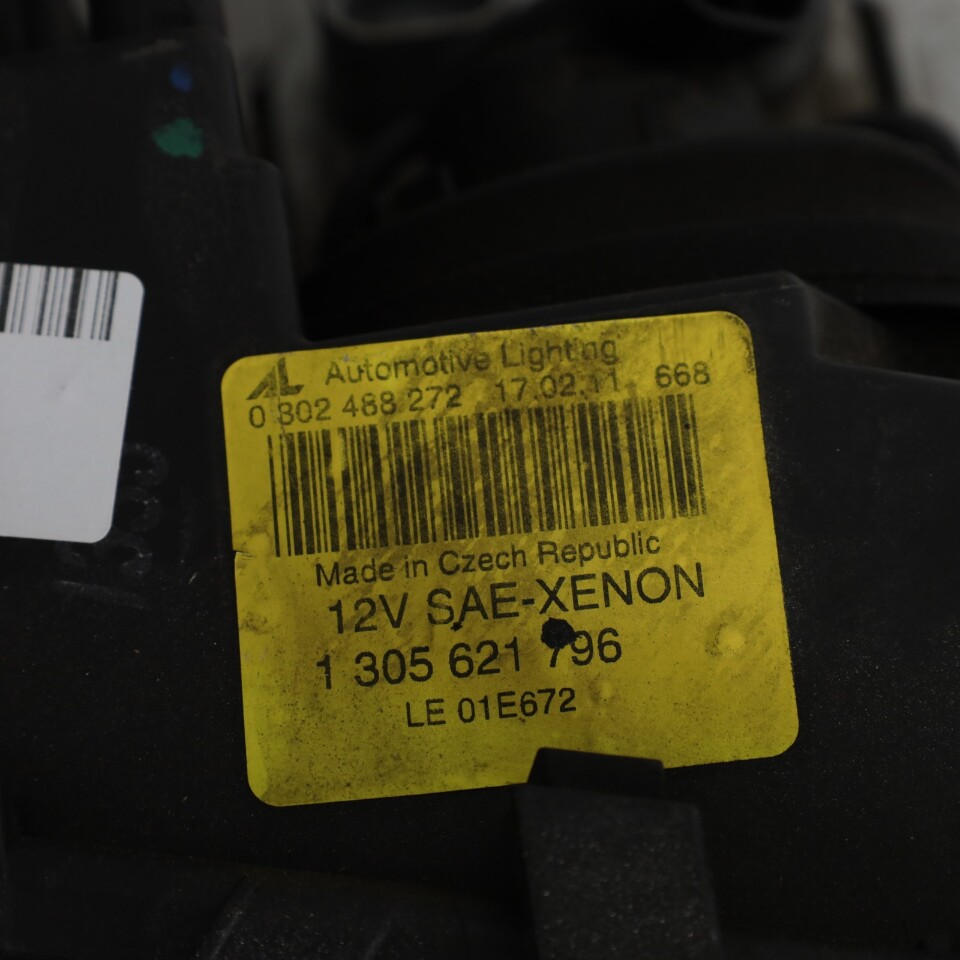 AL Automotive Lighting
0 302 488 272 17.02.11 668
Made in Czech Republic
12V SAE-XENON
1 305 621 796
LE 01E672